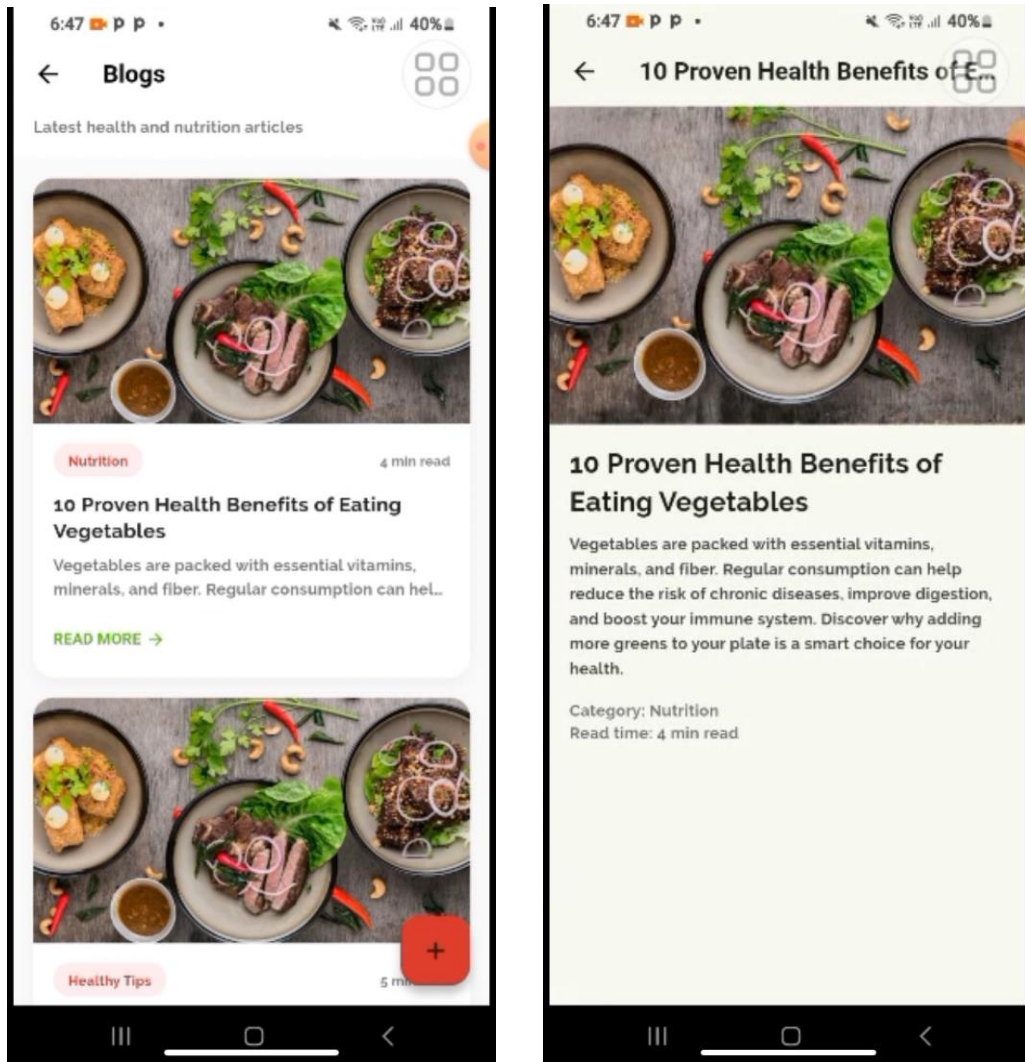 6:47
40%
Blogs
Latest health and nutrition articles
Nutrition
4 min read
10 Proven Health Benefits of Eating
Vegetables
Vegetables are packed with essential vitamins,
minerals, and fiber. Regular consumption can hel...
READ MORE →
+
Healthy Tips
5 min
6:47
40%
10 Proven Health Benefits of E...
10 Proven Health Benefits of
Eating Vegetables
Vegetables are packed with essential vitamins,
minerals, and fiber. Regular consumption can help
reduce the risk of chronic diseases, improve digestion,
and boost your immune system. Discover why adding
more greens to your plate is a smart choice for your
health.
Category: Nutrition
Read time: 4 min read